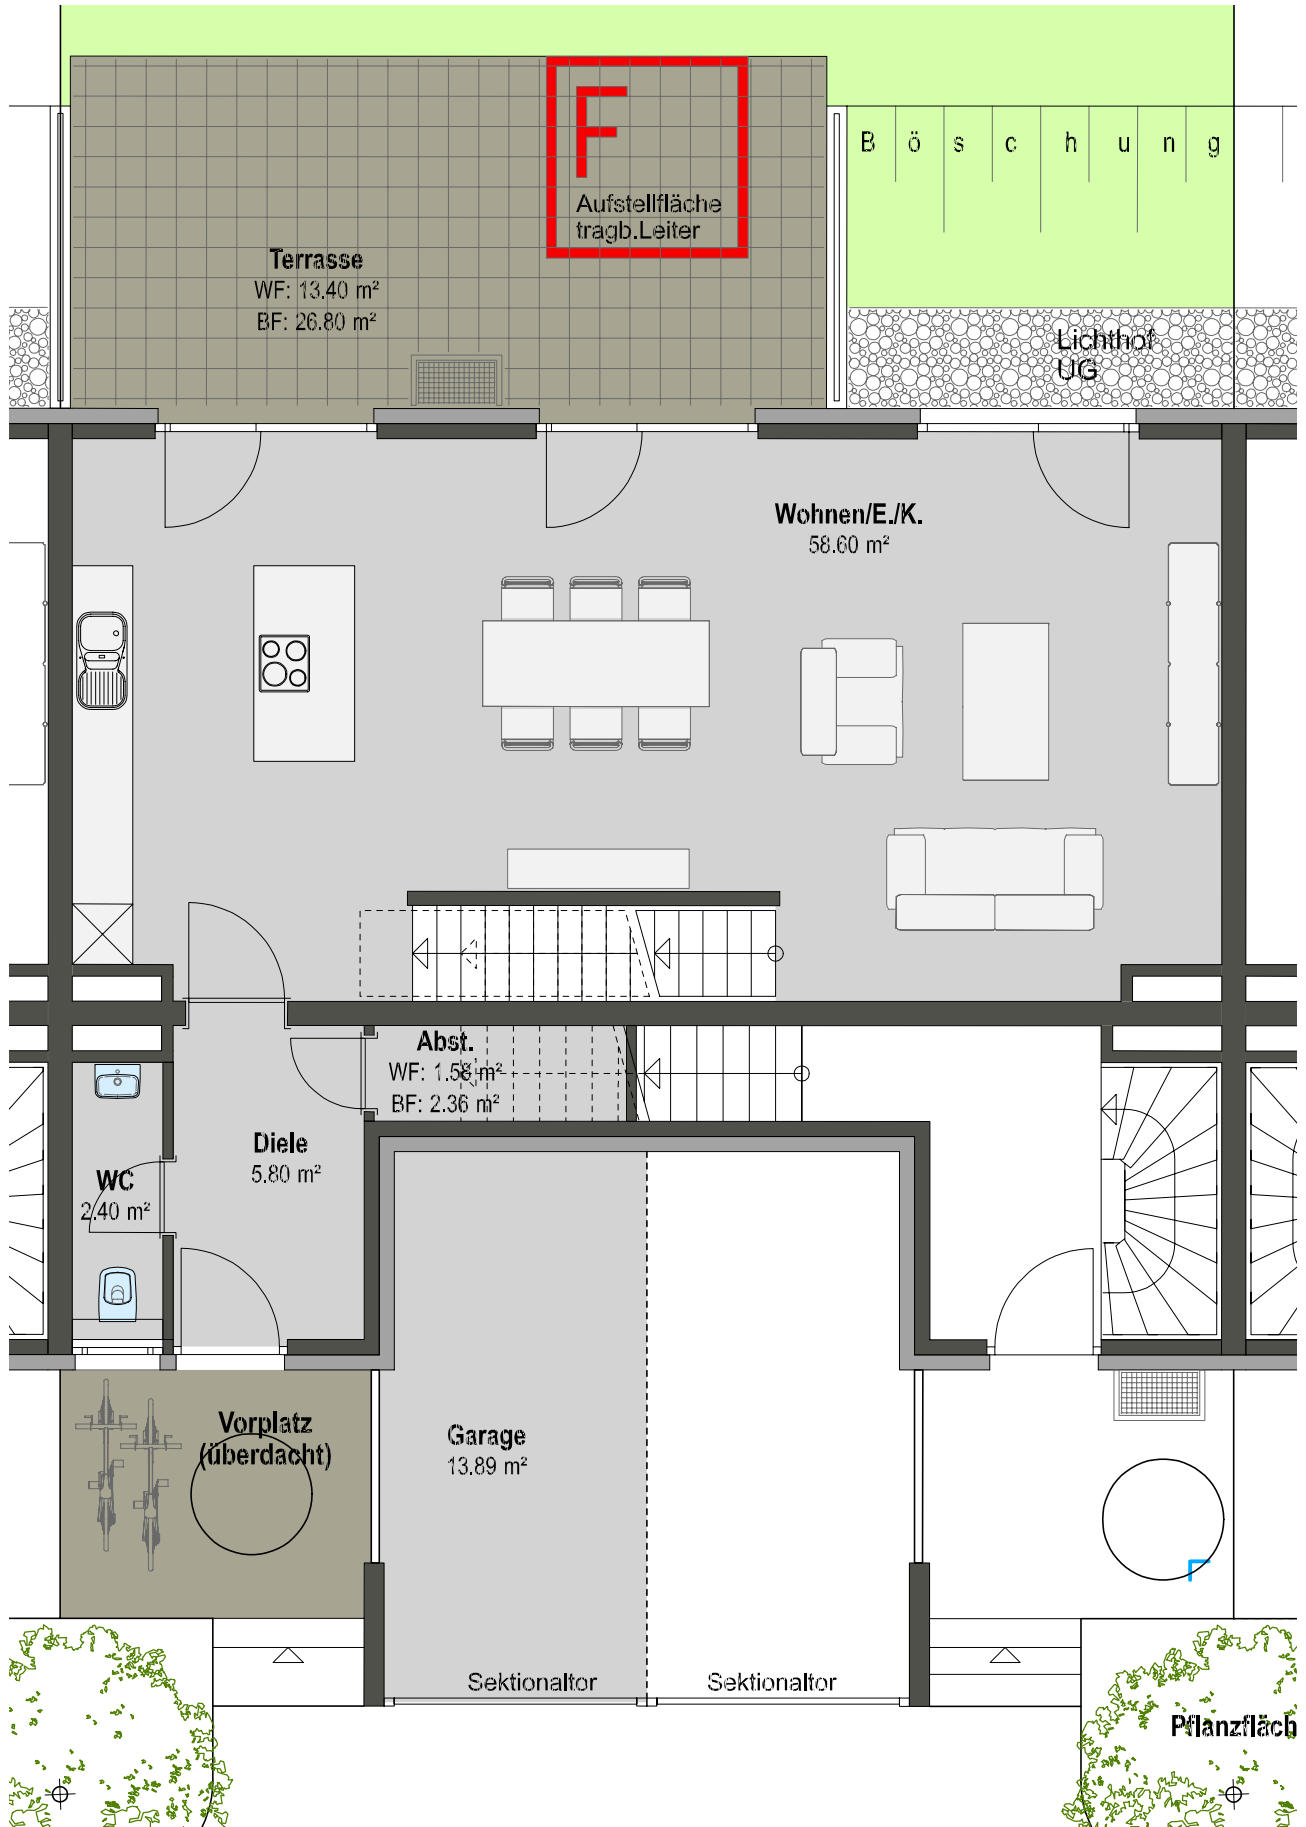 F
Aufstellfläche
tragb.Leiter
Böschung
Terrasse
WF: 13.40 m²
BF: 26.80 m²
Lichthof
UG
Wohnen/E./K.
58.60 m²
Abst.
WF: 1.58 m²
BF: 2.36 m²
Diele
5.80 m²
WC
2.40 m²
Vorplatz
(überdacht)
Garage
13.89 m²
Sektionaltor
Sektionaltor
Pflanzfläch